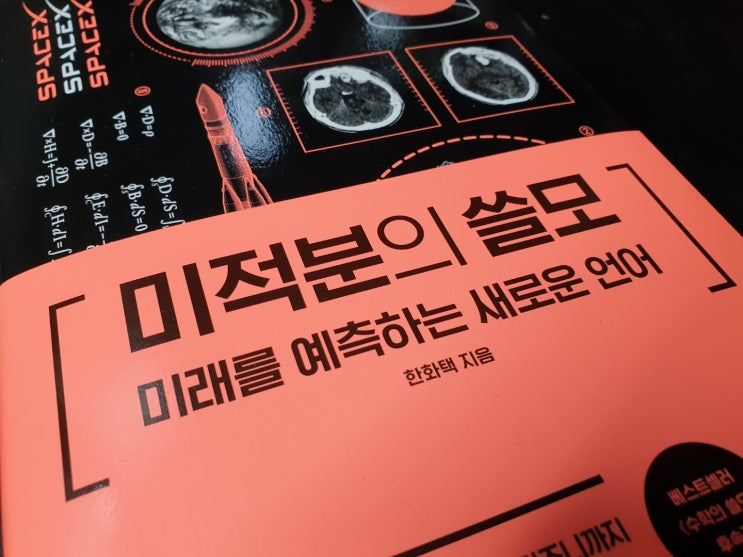 SPACEX
SPACEX
SPACEX
∇·D=ρ
∇·B=0
∇×D=-∂B/∂t
∇×H=J+∂D/∂t
미적분의 쓸모
미래를 예측하는 새로운 언어
한화택 지음
베스트셀러